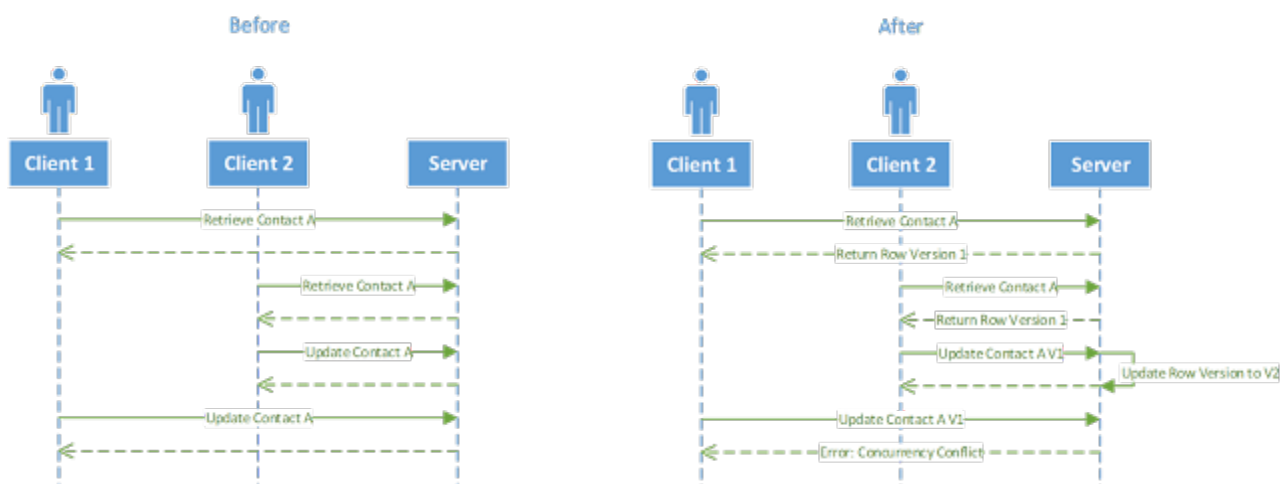 Before
Client 1
Client 2
Server
Retrieve Contact A
Retrieve Contact A
Update Contact A
Update Contact A
After
Client 1
Client 2
Server
Retrieve Contact A
Return Row Version 1
Retrieve Contact A
Return Row Version 1
Update Contact A V1
Update Row Version to V2
Update Contact A V1
Error: Concurrency Conflict